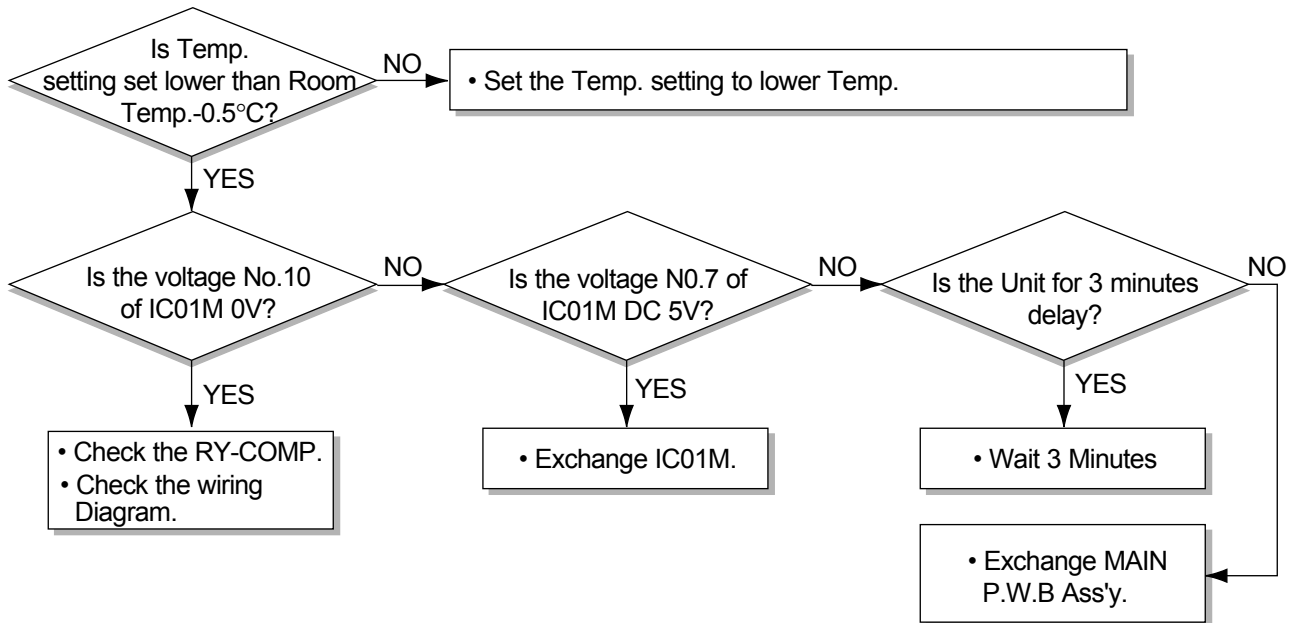 Is Temp.
setting set lower than Room
Temp.-0.5°C?
NO
• Set the Temp. setting to lower Temp.
YES
Is the voltage No.10
of IC01M 0V?
NO
Is the voltage N0.7 of
IC01M DC 5V?
NO
Is the Unit for 3 minutes
delay?
NO
YES
YES
YES
• Check the RY-COMP.
• Check the wiring
Diagram.
• Exchange IC01M.
• Wait 3 Minutes
• Exchange MAIN
P.W.B Ass'y.